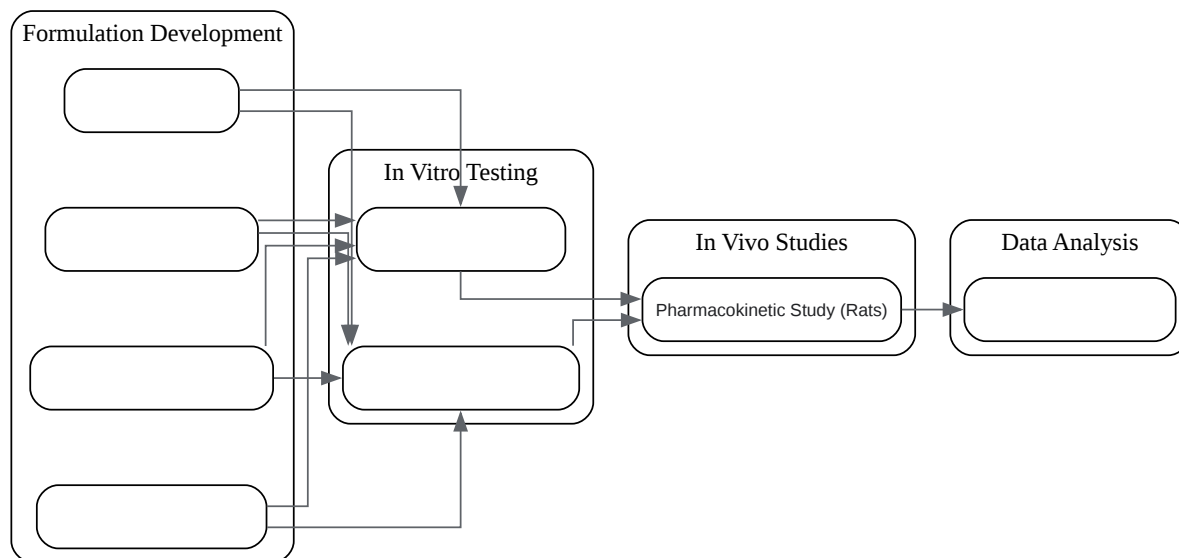 Formulation Development
In Vitro Testing
In Vivo Studies
Data Analysis
Pharmacokinetic Study (Rats)